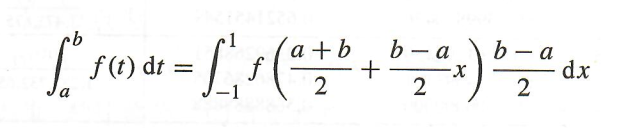 ∫_a^b f(t) dt = ∫_{-1}^1 f((a + b)/2 + (b − a)/2 x) (b − a)/2 dx